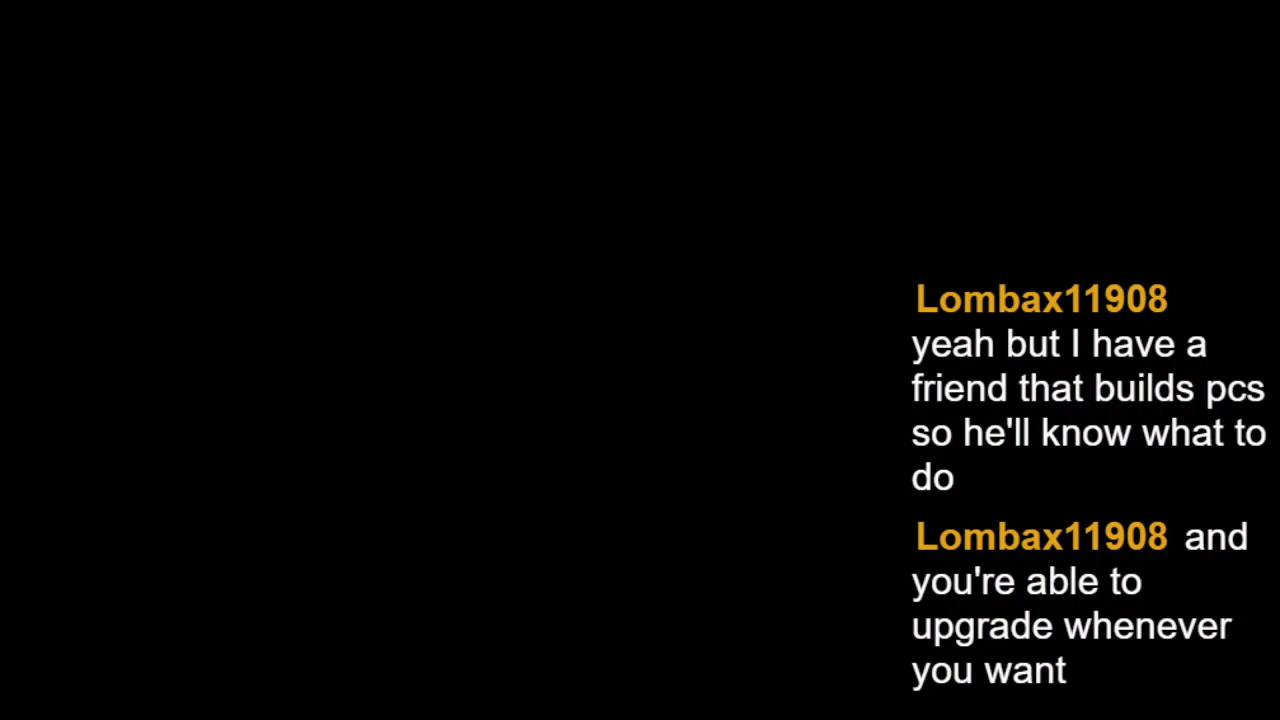 Lombax11908
yeah but I have a
friend that builds pcs
so he'll know what to
do
Lombax11908 and
you're able to
upgrade whenever
you want